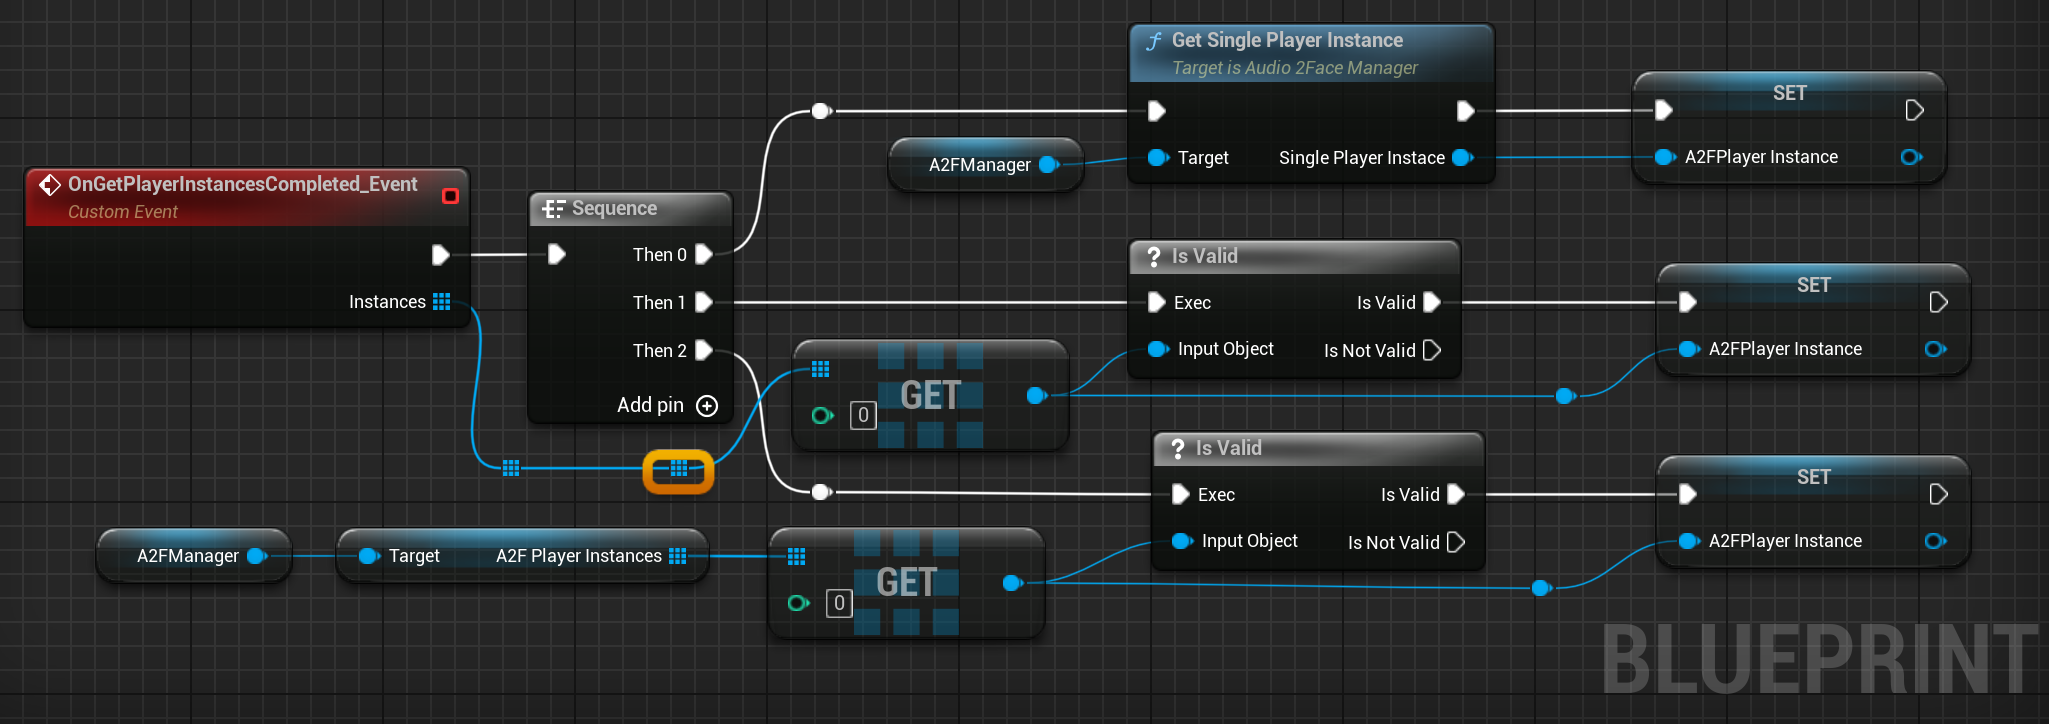 Get Single Player Instance
Target is Audio 2Face Manager
Target
Single Player Instace
SET
A2FPlayer Instance
A2FManager
OnGetPlayerInstancesCompleted_Event
Custom Event
Instances
Sequence
Then 0
Then 1
Then 2
Add pin
Is Valid
Exec
Is Valid
Input Object
Is Not Valid
SET
A2FPlayer Instance
GET
0
Is Valid
Exec
Is Valid
Input Object
Is Not Valid
SET
A2FPlayer Instance
A2FManager
Target
A2F Player Instances
GET
0
BLUEPRINT